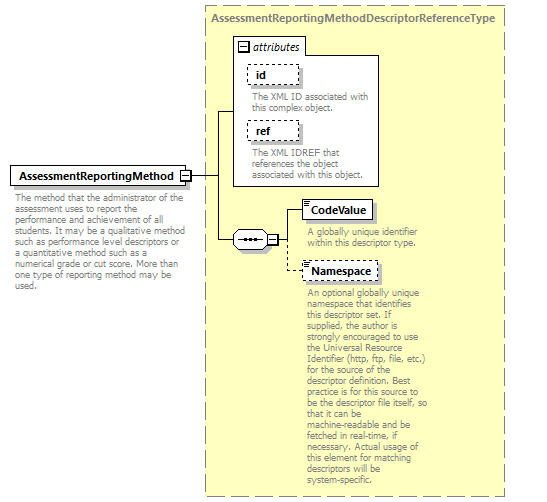 AssessmentReportingMethodDescriptorReferenceType
attributes
id
The XML ID associated with
this complex object.
ref
The XML IDREF that
references the object
associated with this object.
AssessmentReportingMethod
The method that the administrator of the
assessment uses to report the
performance and achievement of all
students. It may be a qualitative method
such as performance level descriptors or
a quantitative method such as a
numerical grade or cut score. More than
one type of reporting method may be
used.
CodeValue
A globally unique identifier
within this descriptor type.
Namespace
An optional globally unique
namespace that identifies
this descriptor set. If
supplied, the author is
strongly encouraged to use
the Universal Resource
Identifier (http, ftp, file, etc.)
for the source of the
descriptor definition. Best
practice is for this source to
be the descriptor file itself, so
that it can be
machine-readable and be
fetched in real-time, if
necessary. Actual usage of
this element for matching
descriptors will be
system-specific.